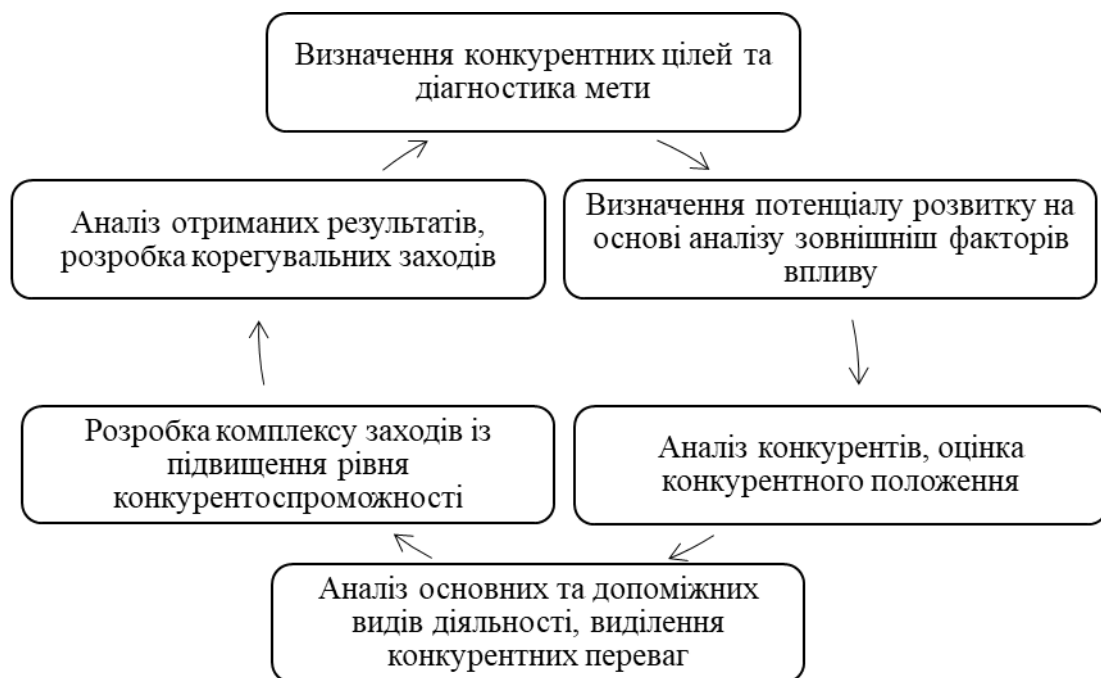 Визначення конкурентних цілей та
діагностика мети
Визначення потенціалу розвитку на
основі аналізу зовнішніш факторів
впливу
Аналіз конкурентів, оцінка
конкурентного положення
Аналіз основних та допоміжних
видів діяльності, виділення
конкурентних переваг
Розробка комплексу заходів із
підвищення рівня
конкурентоспроможності
Аналіз отриманих результатів,
розробка корегувальних заходів